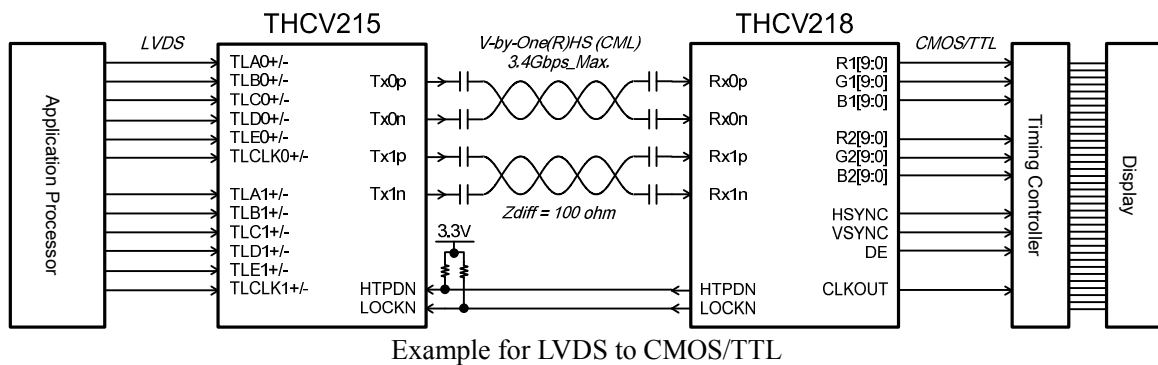 THCV215
THCV218
LVDS
V-by-One(R)HS (CML)
3.4Gbps_Max.
CMOS/TTL
Application Processor
TLA0+/-
TLB0+/-
TLC0+/-
TLD0+/-
TLE0+/-
TLCLK0+/-
TLA1+/-
TLB1+/-
TLC1+/-
TLD1+/-
TLE1+/-
TLCLK1+/-
Tx0p
Tx0n
Tx1p
Tx1n
HTPDN
LOCKN
3.3V
Zdiff = 100 ohm
Rx0p
Rx0n
Rx1p
Rx1n
HTPDN
LOCKN
R1[9:0]
G1[9:0]
B1[9:0]
R2[9:0]
G2[9:0]
B2[9:0]
HSYNC
VSYNC
DE
CLKOUT
Timing Controller
Display
Example for LVDS to CMOS/TTL